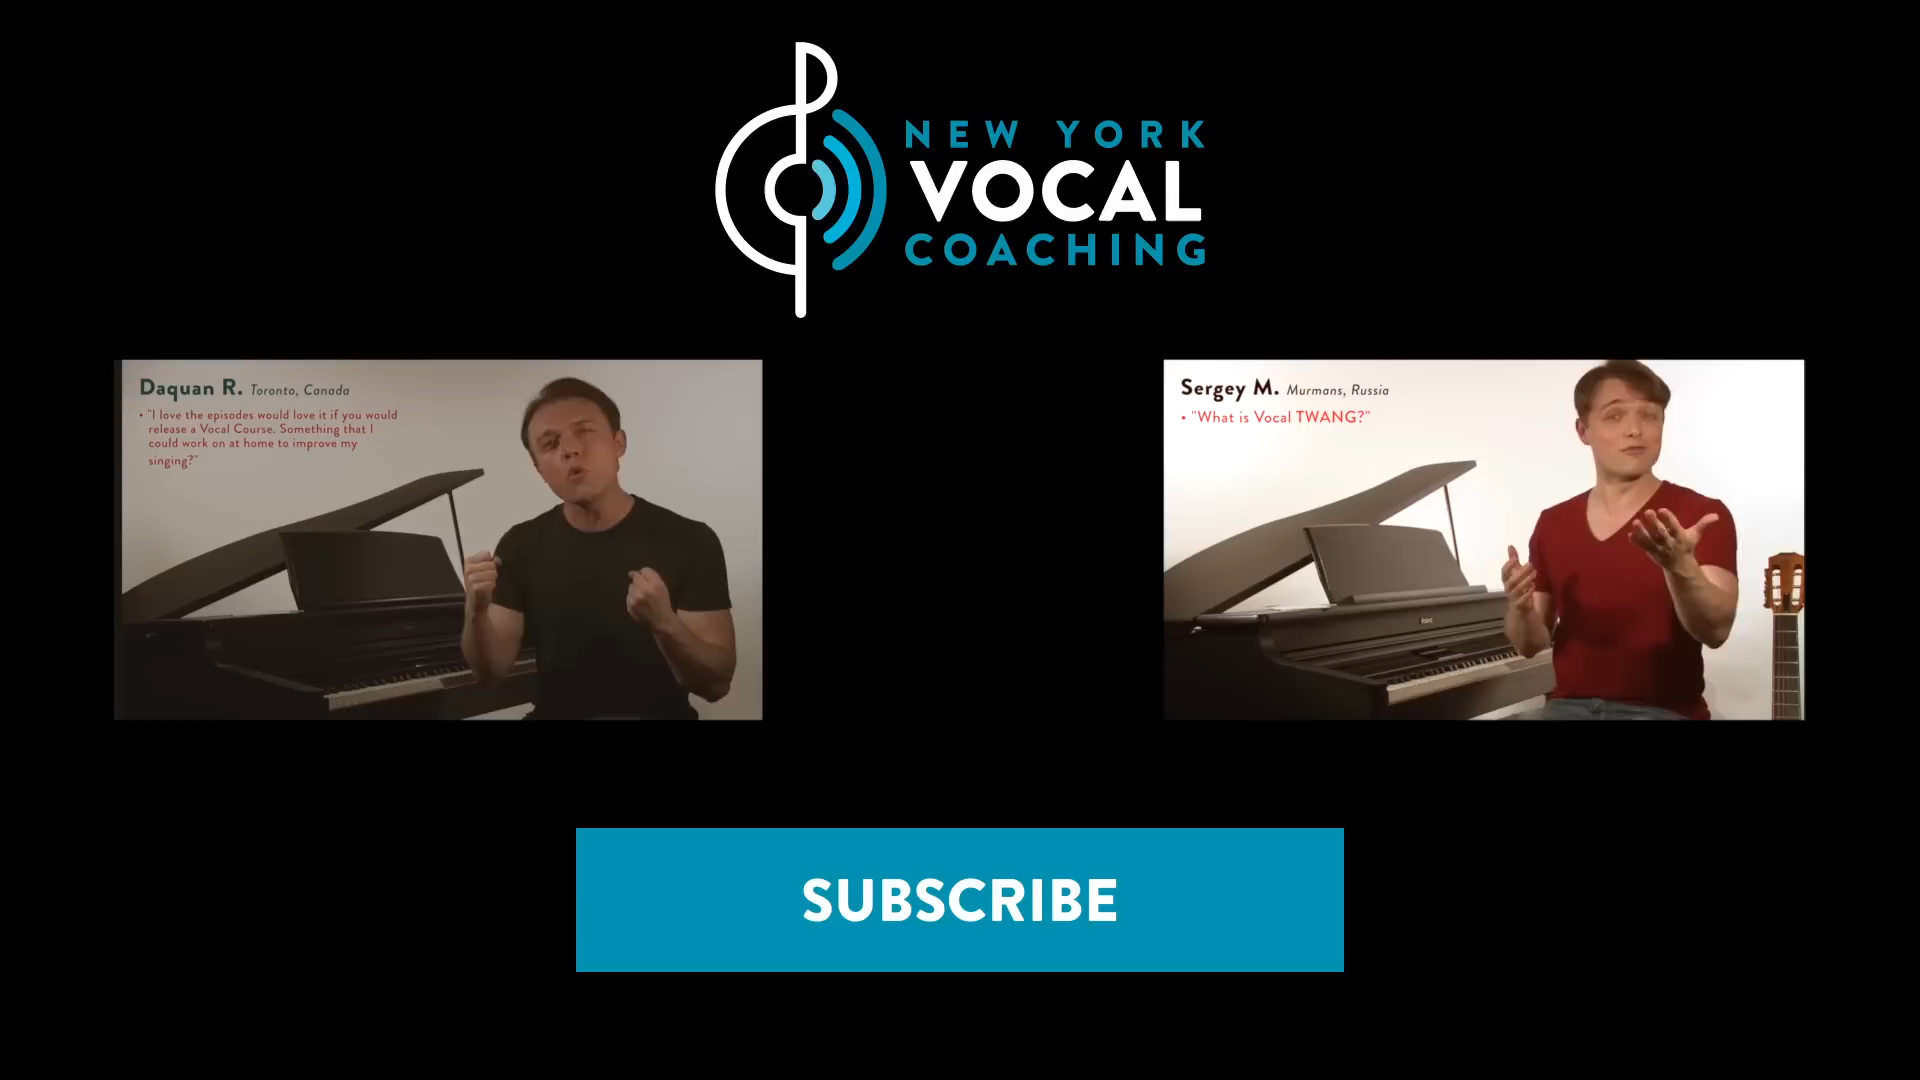 NEW YORK
VOCAL
COACHING
Daquan R. Toronto, Canada
• "I love the episodes would love it if you would
release a Vocal Course. Something that I
could work on at home to improve my
singing?"
Sergey M. Murmans, Russia
• "What is Vocal TWANG?"
Roland
SUBSCRIBE